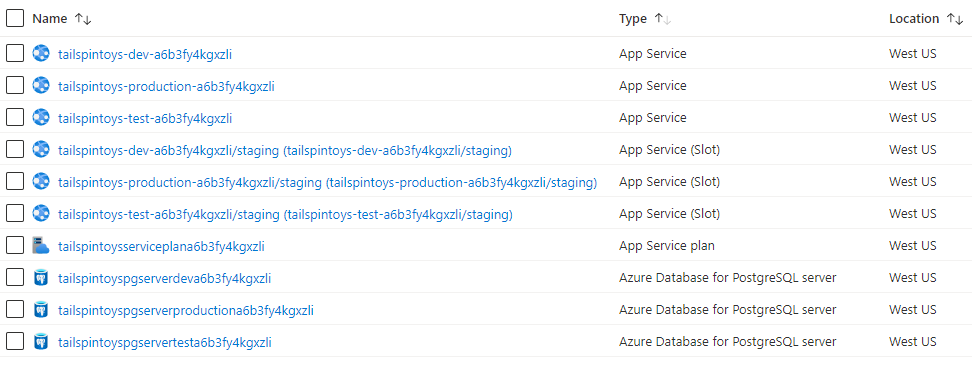 Name Type Location
tailspintoys-dev-a6b3fy4kgxzli App Service West US
tailspintoys-production-a6b3fy4kgxzli App Service West US
tailspintoys-test-a6b3fy4kgxzli App Service West US
tailspintoys-dev-a6b3fy4kgxzli/staging (tailspintoys-dev-a6b3fy4kgxzli/staging) App Service (Slot) West US
tailspintoys-production-a6b3fy4kgxzli/staging (tailspintoys-production-a6b3fy4kgxzli/staging) App Service (Slot) West US
tailspintoys-test-a6b3fy4kgxzli/staging (tailspintoys-test-a6b3fy4kgxzli/staging) App Service (Slot) West US
tailspintoysserviceplana6b3fy4kgxzli App Service plan West US
tailspintoyspgserverdeva6b3fy4kgxzli Azure Database for PostgreSQL server West US
tailspintoyspgserverproductiona6b3fy4kgxzli Azure Database for PostgreSQL server West US
tailspintoyspgservertesta6b3fy4kgxzli Azure Database for PostgreSQL server West US